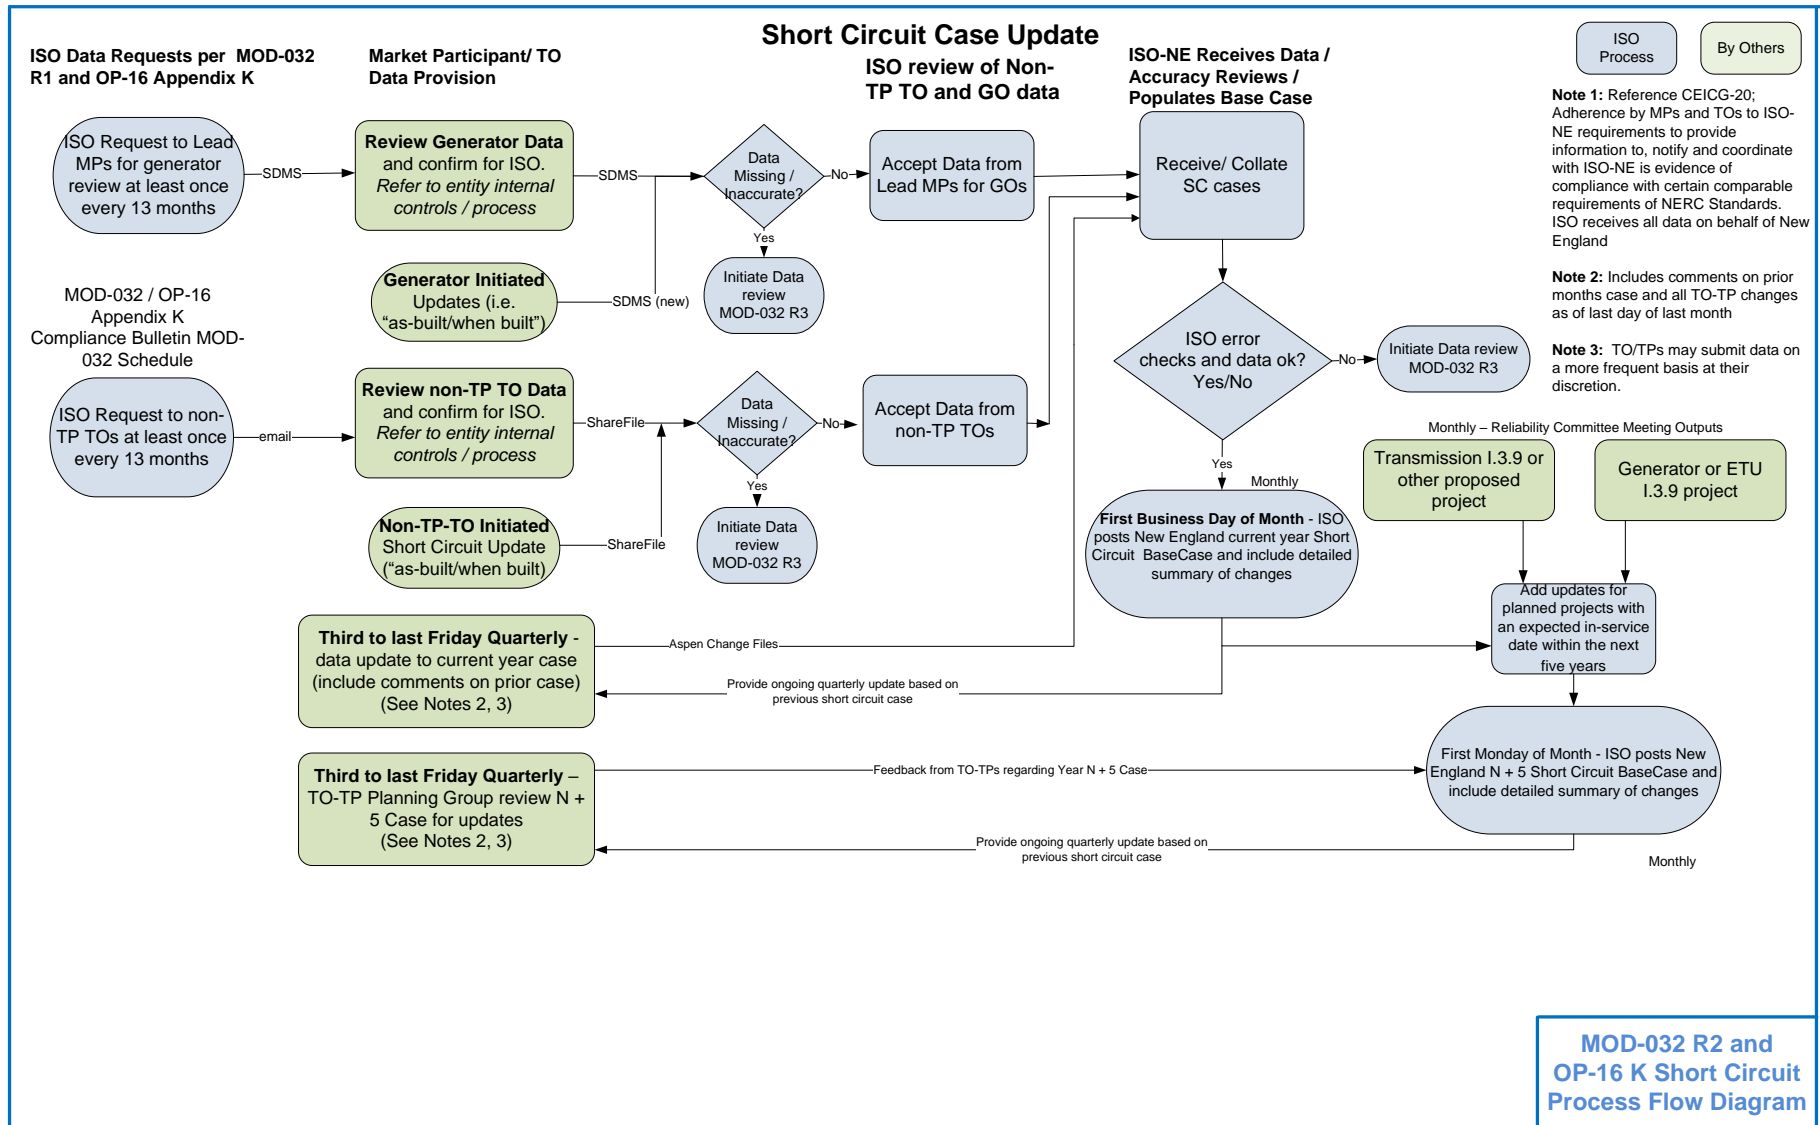 Short Circuit Case Update
ISO Data Requests per MOD-032
R1 and OP-16 Appendix K
Market Participant/ TO
Data Provision
ISO review of Non-
TP TO and GO data
ISO-NE Receives Data /
Accuracy Reviews /
Populates Base Case
ISO
Process
By Others
ISO Request to Lead
MPs for generator
review at least once
every 13 months
SDMS
Review Generator Data
and confirm for ISO.
Refer to entity internal
controls / process
SDMS
Data
Missing /
Inaccurate?
No
Accept Data from
Lead MPs for GOs
Receive/ Collate
SC cases
Yes
Initiate Data
review
MOD-032 R3
Generator Initiated
Updates (i.e.
“as-built/when built”)
SDMS (new)
MOD-032 / OP-16
Appendix K
Compliance Bulletin MOD-
032 Schedule
ISO Request to non-
TP TOs at least once
every 13 months
email
Review non-TP TO Data
and confirm for ISO.
Refer to entity internal
controls / process
ShareFile
Data
Missing /
Inaccurate?
No
Accept Data from
non-TP TOs
Yes
Initiate Data
review
MOD-032 R3
Non-TP-TO Initiated
Short Circuit Update
(“as-built/when built)
ShareFile
ISO error
checks and data ok?
Yes/No
No
Initiate Data review
MOD-032 R3
Yes
Monthly
First Business Day of Month - ISO
posts New England current year Short
Circuit  BaseCase and include detailed
summary of changes
Note 1: Reference CEICG-20;
Adherence by MPs and TOs to ISO-
NE requirements to provide
information to, notify and coordinate
with ISO-NE is evidence of
compliance with certain comparable
requirements of NERC Standards.
ISO receives all data on behalf of New
England
Note 2: Includes comments on prior
months case and all TO-TP changes
as of last day of last month
Note 3:  TO/TPs may submit data on
a more frequent basis at their
discretion.
Monthly – Reliability Committee Meeting Outputs
Transmission I.3.9 or
other proposed
project
Generator or ETU
I.3.9 project
Add updates for
planned projects with
an expected in-service
date within the next
five years
Third to last Friday Quarterly -
data update to current year case
(include comments on prior case)
(See Notes 2, 3)
Aspen Change Files
Provide ongoing quarterly update based on
previous short circuit case
Third to last Friday Quarterly –
TO-TP Planning Group review N +
5 Case for updates
(See Notes 2, 3)
Feedback from TO-TPs regarding Year N + 5 Case
First Monday of Month - ISO posts New
England N + 5 Short Circuit BaseCase and
include detailed summary of changes
Provide ongoing quarterly update based on
previous short circuit case
Monthly
MOD-032 R2 and
OP-16 K Short Circuit
Process Flow Diagram